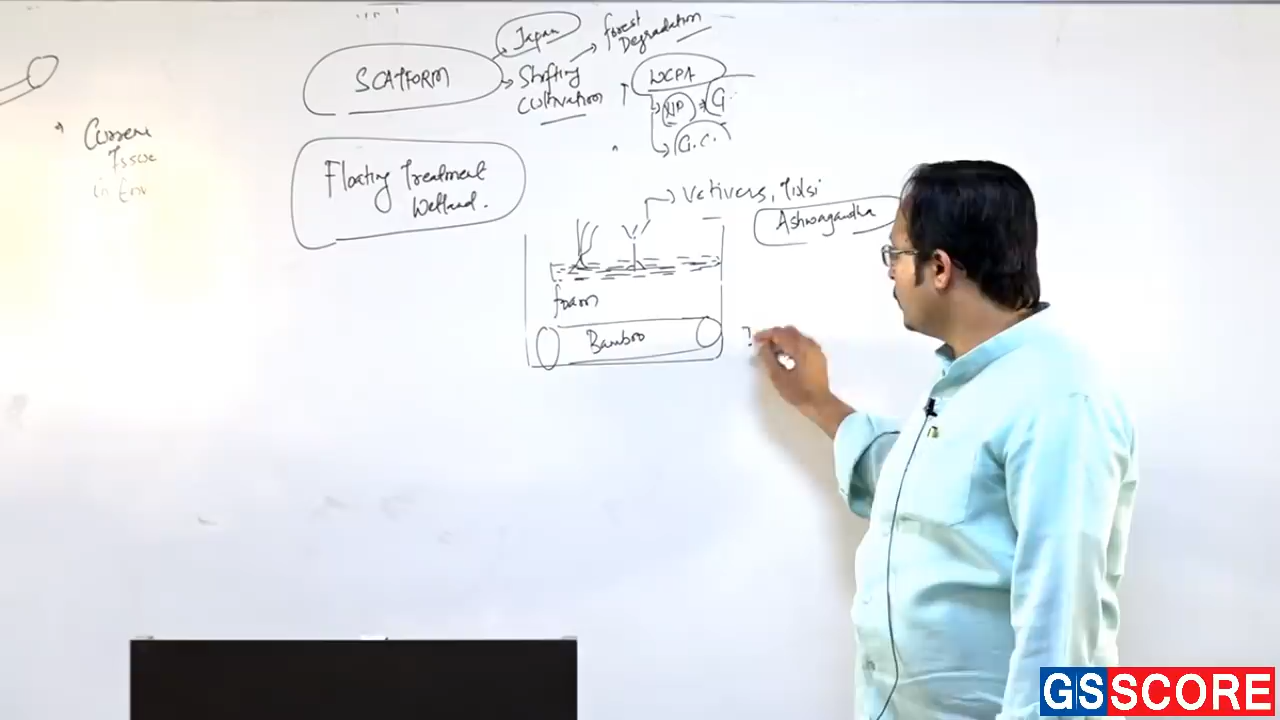 Current
Issue
in Env
SCATFORM
Japan
Shifting
Cultivation
forest
Degradation
WCPA
NP
G
G.C.
Floating Treatment
Wetland.
Vetivers, Tulsi
Ashwagandha
foam
Bamboo
GSSCORE